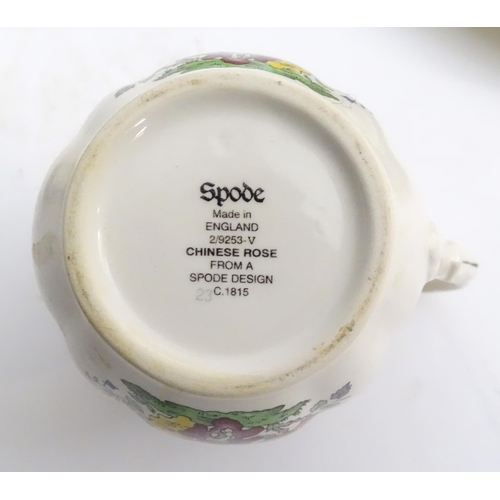 Spode
Made in
ENGLAND
2/9253-V
CHINESE ROSE
FROM A
SPODE DESIGN
23 C.1815